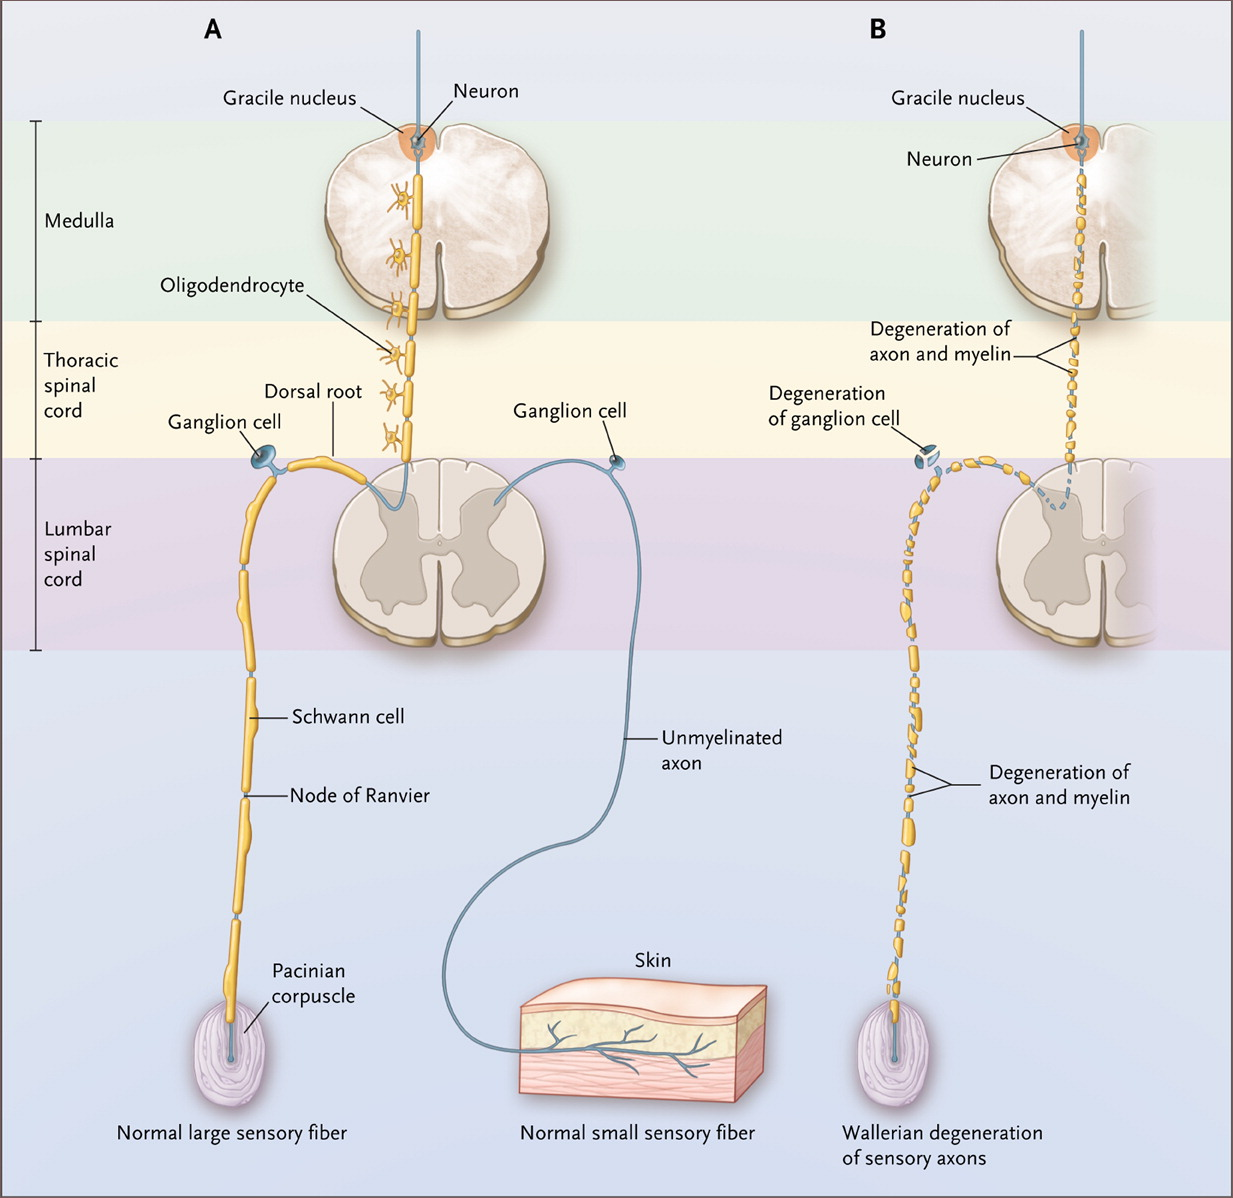 A
B
Gracile nucleus
Neuron
Gracile nucleus
Neuron
Medulla
Oligodendrocyte
Degeneration of
axon and myelin
Thoracic
spinal
cord
Dorsal root
Ganglion cell
Ganglion cell
Degeneration
of ganglion cell
Lumbar
spinal
cord
Schwann cell
Unmyelinated
axon
Node of Ranvier
Degeneration of
axon and myelin
Pacinian
corpuscle
Skin
Normal large sensory fiber
Normal small sensory fiber
Wallerian degeneration
of sensory axons